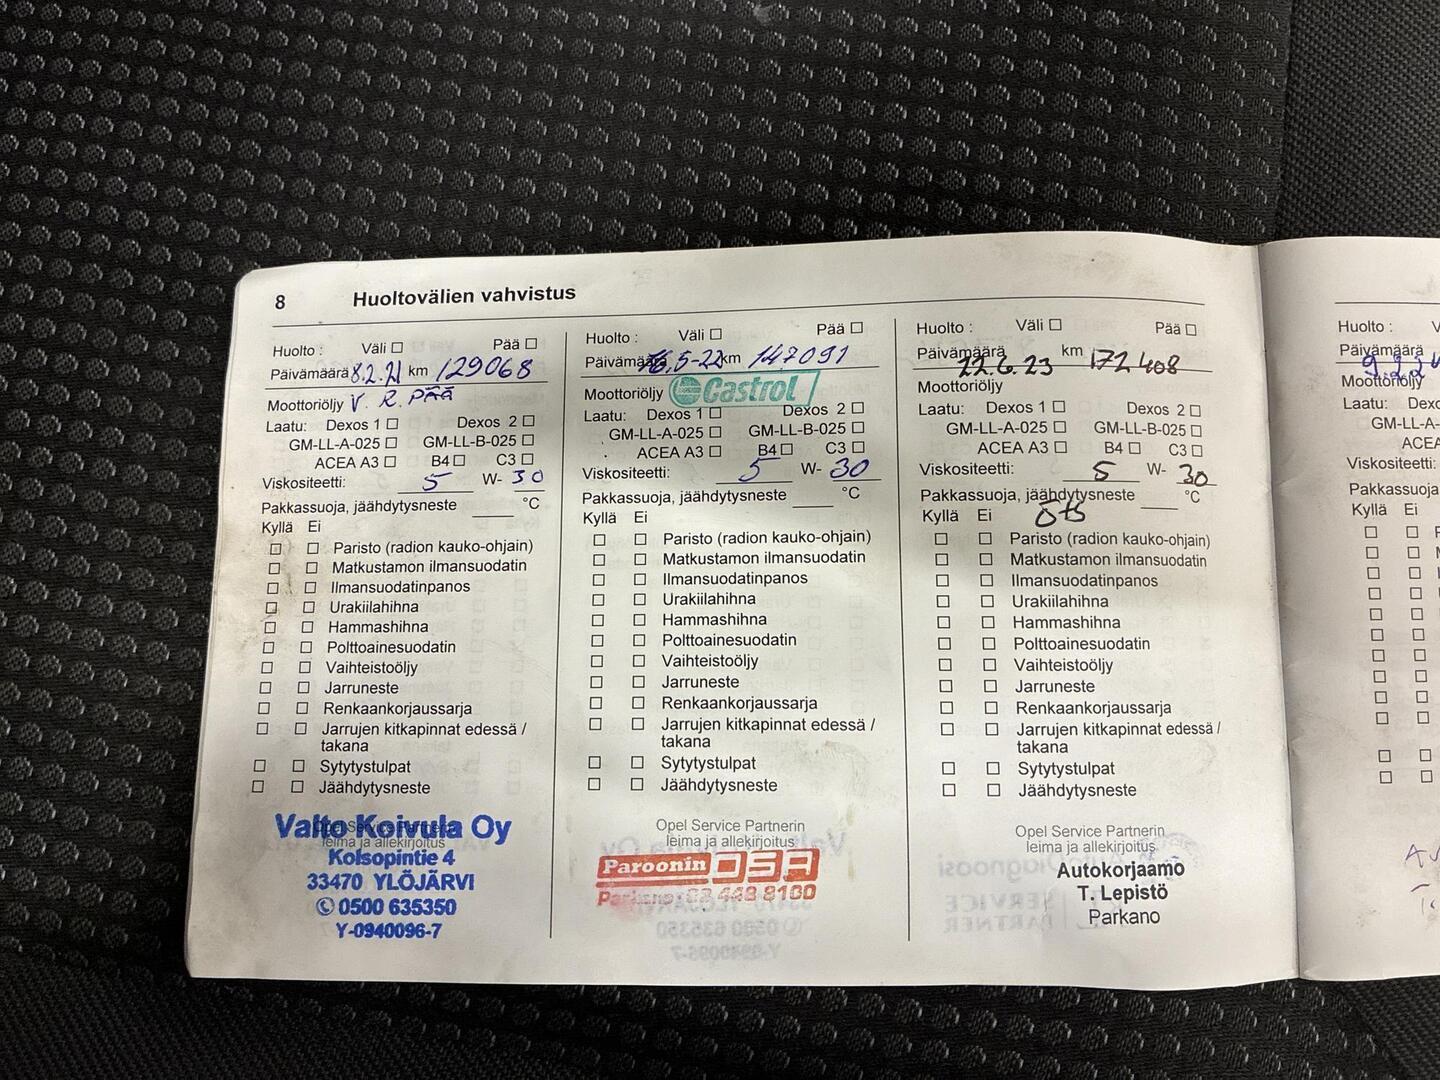 8 Huoltovälien vahvistus
Huolto : Väli Pää
Päivämäärä 8.2.21 km 129068
Moottoriöljy V. R. PÄÄ
Laatu: Dexos 1 Dexos 2
GM-LL-A-025 GM-LL-B-025
ACEA A3 B4 C3
Viskositeetti: 5 W- 30
Pakkassuoja, jäähdytysneste °C
Kyllä Ei
Paristo (radion kauko-ohjain)
Matkustamon ilmansuodatin
Ilmansuodatinpanos
Urakiilahihna
Hammashihna
Polttoainesuodatin
Vaihteistoöljy
Jarruneste
Renkaankorjaussarja
Jarrujen kitkapinnat edessä /
takana
Sytytystulpat
Jäähdytysneste
Opel Service Partnerin
leima ja allekirjoitus
Valto Koivula Oy
Kolsopintie 4
33470 YLÖJÄRVI
✆ 0500 635350
Y-0940096-7
Huolto : Väli Pää
Päivämäärä 16.5-22 km 147091
Moottoriöljy Castrol
Laatu: Dexos 1 Dexos 2
GM-LL-A-025 GM-LL-B-025
ACEA A3 B4 C3
Viskositeetti: 5 W- 30
Pakkassuoja, jäähdytysneste °C
Kyllä Ei
Paristo (radion kauko-ohjain)
Matkustamon ilmansuodatin
Ilmansuodatinpanos
Urakiilahihna
Hammashihna
Polttoainesuodatin
Vaihteistoöljy
Jarruneste
Renkaankorjaussarja
Jarrujen kitkapinnat edessä /
takana
Sytytystulpat
Jäähdytysneste
Opel Service Partnerin
leima ja allekirjoitus
Paroonin OSA
Parkano: 03 448 8100
Huolto : Väli Pää
Päivämäärä 22.6.23 km 172408
Moottoriöljy
Laatu: Dexos 1 Dexos 2
GM-LL-A-025 GM-LL-B-025
ACEA A3 B4 C3
Viskositeetti: 5 W- 30
Pakkassuoja, jäähdytysneste °C
Kyllä Ei
Paristo (radion kauko-ohjain)
Matkustamon ilmansuodatin
Ilmansuodatinpanos
Urakiilahihna
Hammashihna
Polttoainesuodatin
Vaihteistoöljy
Jarruneste
Renkaankorjaussarja
Jarrujen kitkapinnat edessä /
takana
Sytytystulpat
Jäähdytysneste
Opel Service Partnerin
leima ja allekirjoitus
Autokorjaamo
T. Lepistö
Parkano
Huolto :
Päivämäärä
Moottoriöljy
Laatu:
Viskositeetti:
Kyllä Ei